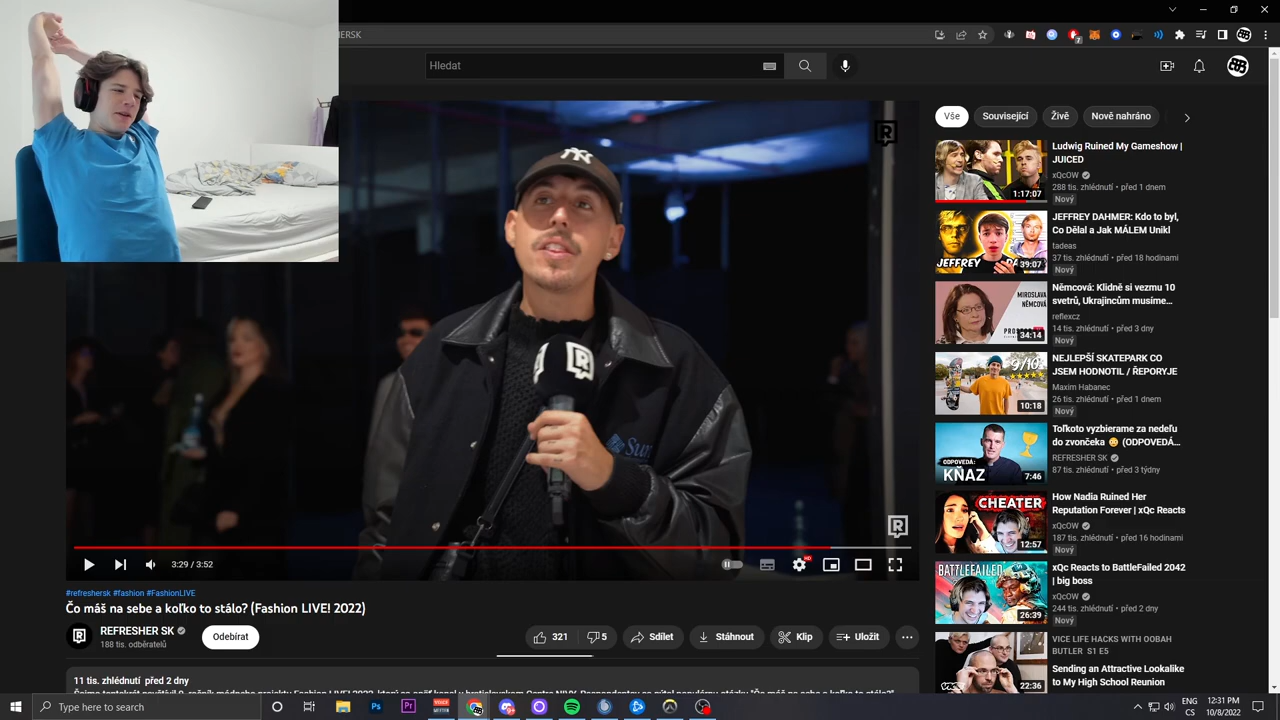 ERSK
Hledat
Vše
Související
Živě
Nově nahráno
NY
R
Sun
R
3:29 / 3:52
HD
#refreshersk #fashion #FashionLIVE
Čo máš na sebe a koľko to stálo? (Fashion LIVE! 2022)
REFRESHER SK
188 tis. odběratelů
Odebírat
321
5
Sdílet
Stáhnout
Klip
Uložit
11 tis. zhlédnutí před 2 dny
1:17:07
Ludwig Ruined My Gameshow |
JUICED
xQcOW
288 tis. zhlédnutí • před 1 dnem
Nový
JEFFREY
39:07
JEFFREY DAHMER: Kdo to byl,
Co Dělal a Jak MÁLEM Unikl
tadeas
37 tis. zhlédnutí • před 18 hodinami
Nový
MIROSLAVA
NĚMCOVÁ
34:14
Němcová: Klidně si vezmu 10
svetrů, Ukrajincům musíme...
reflexcz
14 tis. zhlédnutí • před 3 dny
Nový
9/10
10:18
NEJLEPŠÍ SKATEPARK CO
JSEM HODNOTIL / ŘEPORYJE
Maxim Habanec
26 tis. zhlédnutí • před 1 dnem
Nový
ODPOVEDÁ:
KŇAZ
7:46
Toľkoto vyzbierame za nedeľu
do zvončeka 😳 (ODPOVEDÁ...
REFRESHER SK
87 tis. zhlédnutí • před 3 týdny
CHEATER
12:57
How Nadia Ruined Her
Reputation Forever | xQc Reacts
xQcOW
187 tis. zhlédnutí • před 16 hodinami
Nový
BATTLEFAILED
26:39
xQc Reacts to BattleFailed 2042
| big boss
xQcOW
244 tis. zhlédnutí • před 2 dny
Nový
VICE
22:36
VICE LIFE HACKS WITH OOBAH
BUTLER S1 E5
Sending an Attractive Lookalike
to My High School Reunion
Type here to search
Ps
Pr
ENG
CS
12:31 PM
10/8/2022